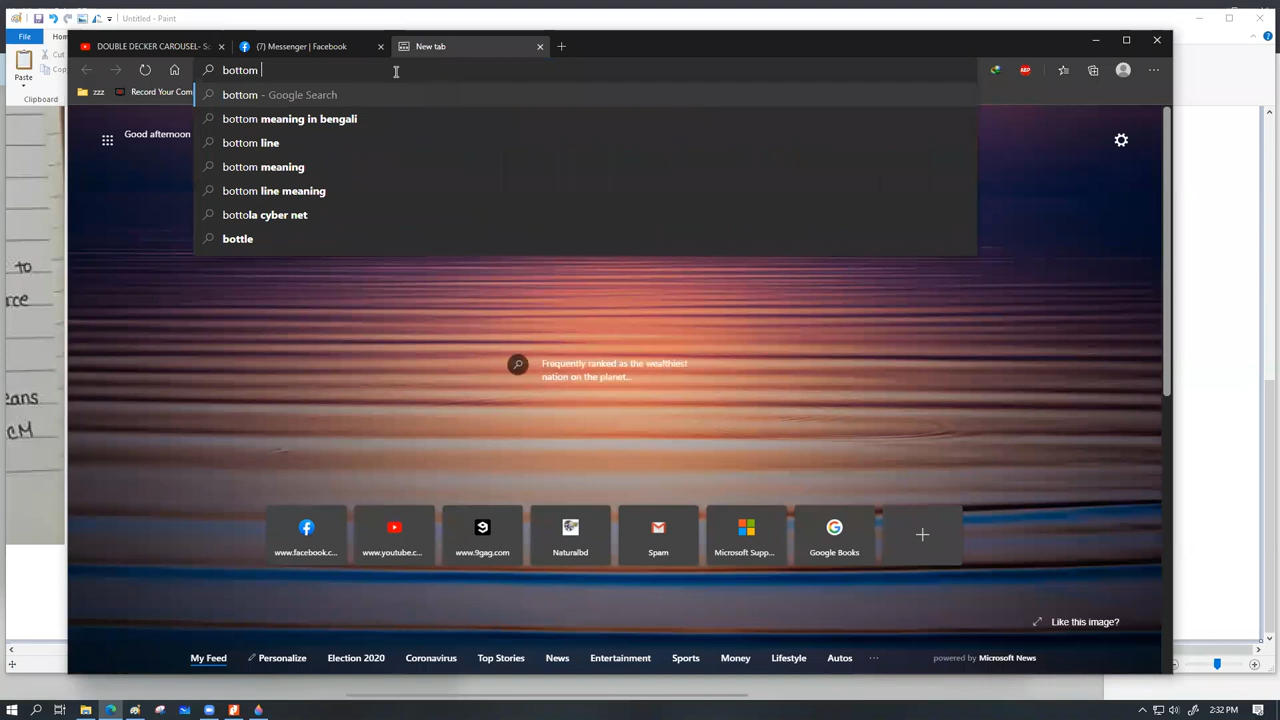 Untitled - Paint
File
Hom
Cut
Cop
Paste
Clipboard
DOUBLE DECKER CAROUSEL- S
(7) Messenger | Facebook
New tab
bottom
zzz
Record Your Com
ABP
bottom - Google Search
bottom meaning in bengali
bottom line
bottom meaning
bottom line meaning
bottola cyber net
bottle
Good afternoon
to
rce
eans
CM
Frequently ranked as the wealthiest
nation on the planet...
www.facebook.c...
www.youtube.c...
www.9gag.com
Naturalbd
Spam
Microsoft Supp...
Google Books
Like this image?
My Feed
Personalize
Election 2020
Coronavirus
Top Stories
News
Entertainment
Sports
Money
Lifestyle
Autos
powered by Microsoft News
2:32 PM